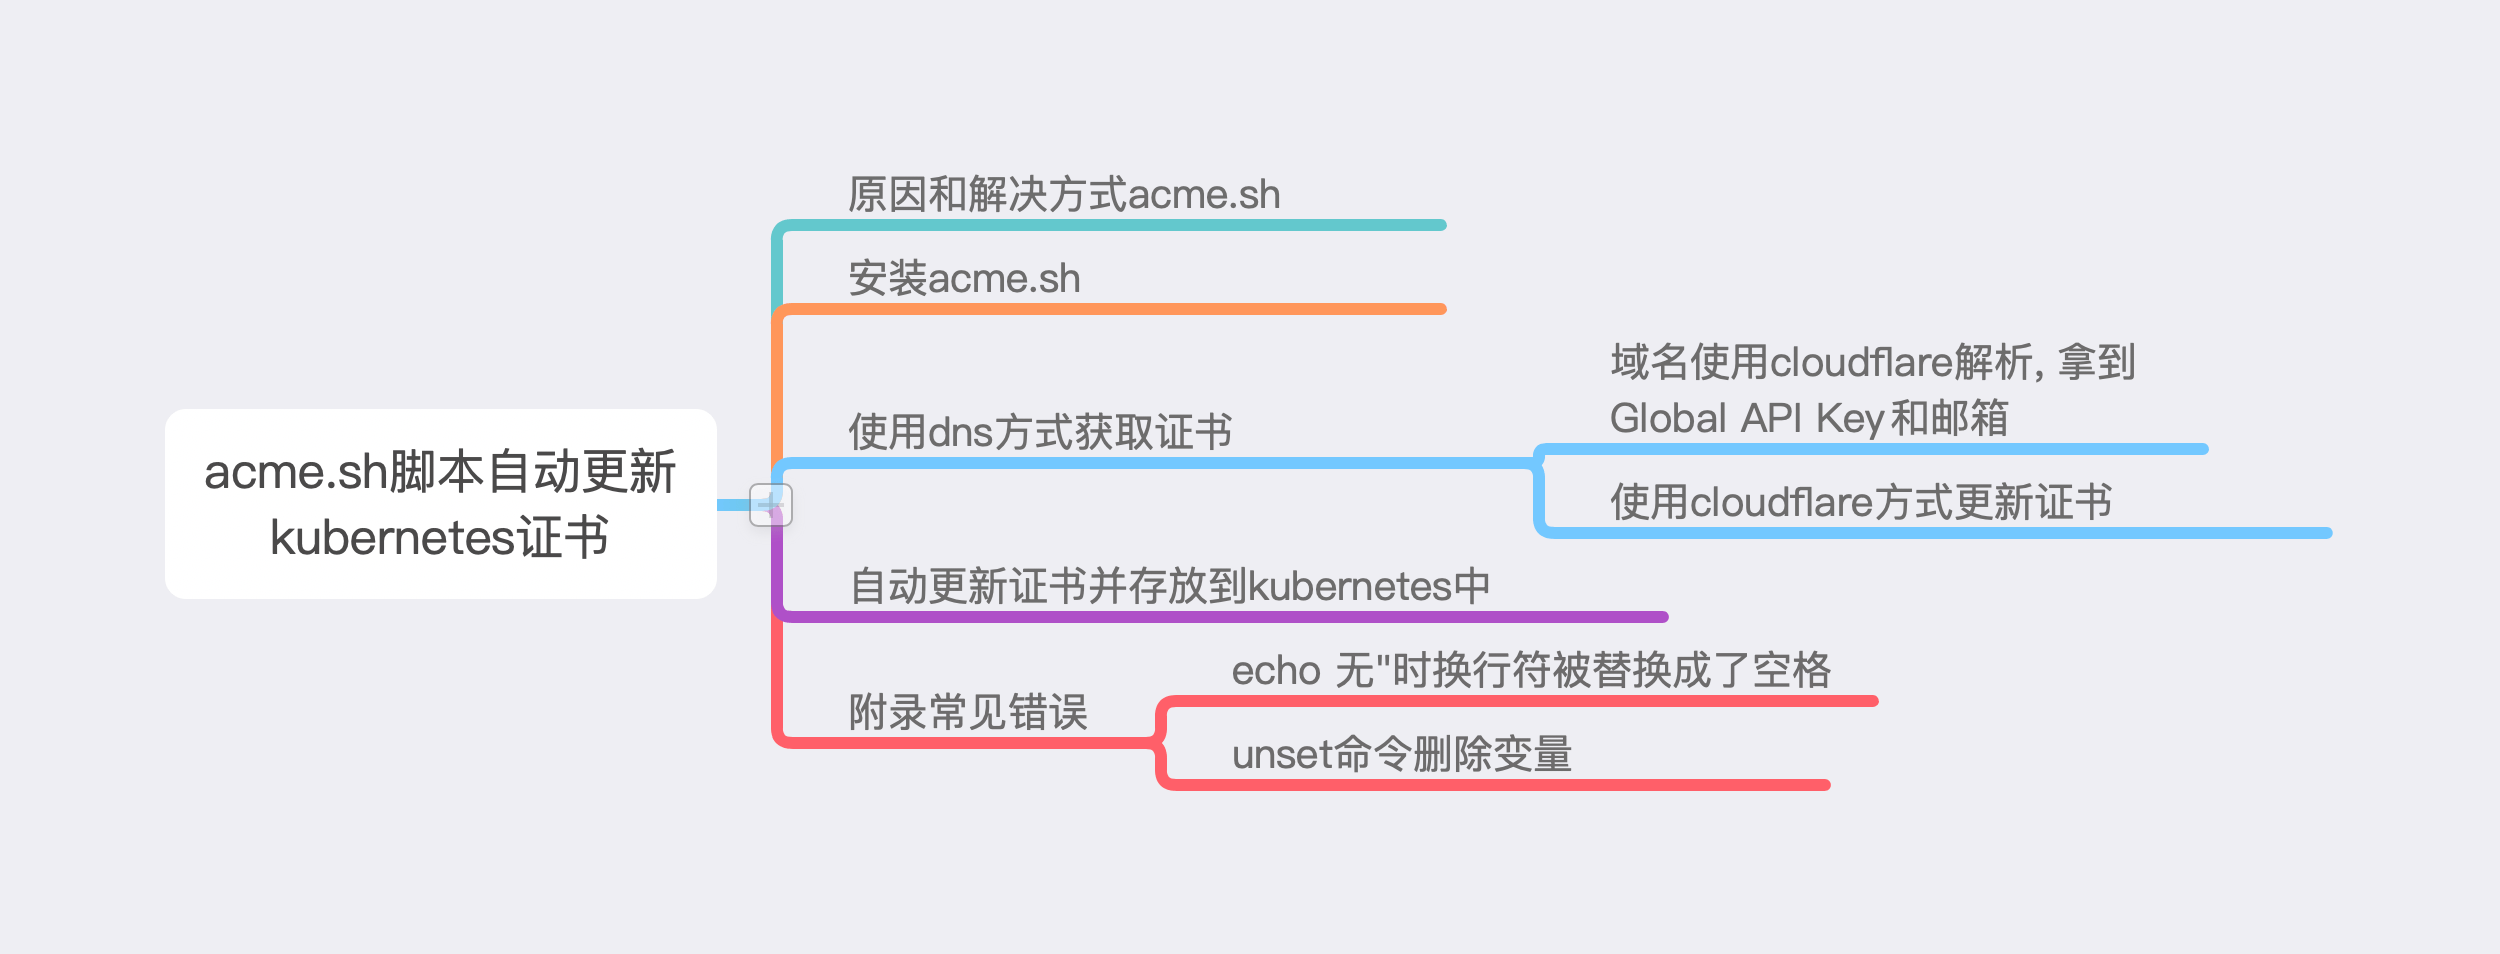 acme.sh脚本自动更新
kubernetes证书
原因和解决方式acme.sh
安装acme.sh
使用dns方式获取证书
域名使用cloudflare解析，拿到
Global API Key和邮箱
使用cloudflare方式更新证书
自动更新证书并存放到kubernetes中
附录常见错误
echo 无"时换行符被替换成了空格
unset命令删除变量